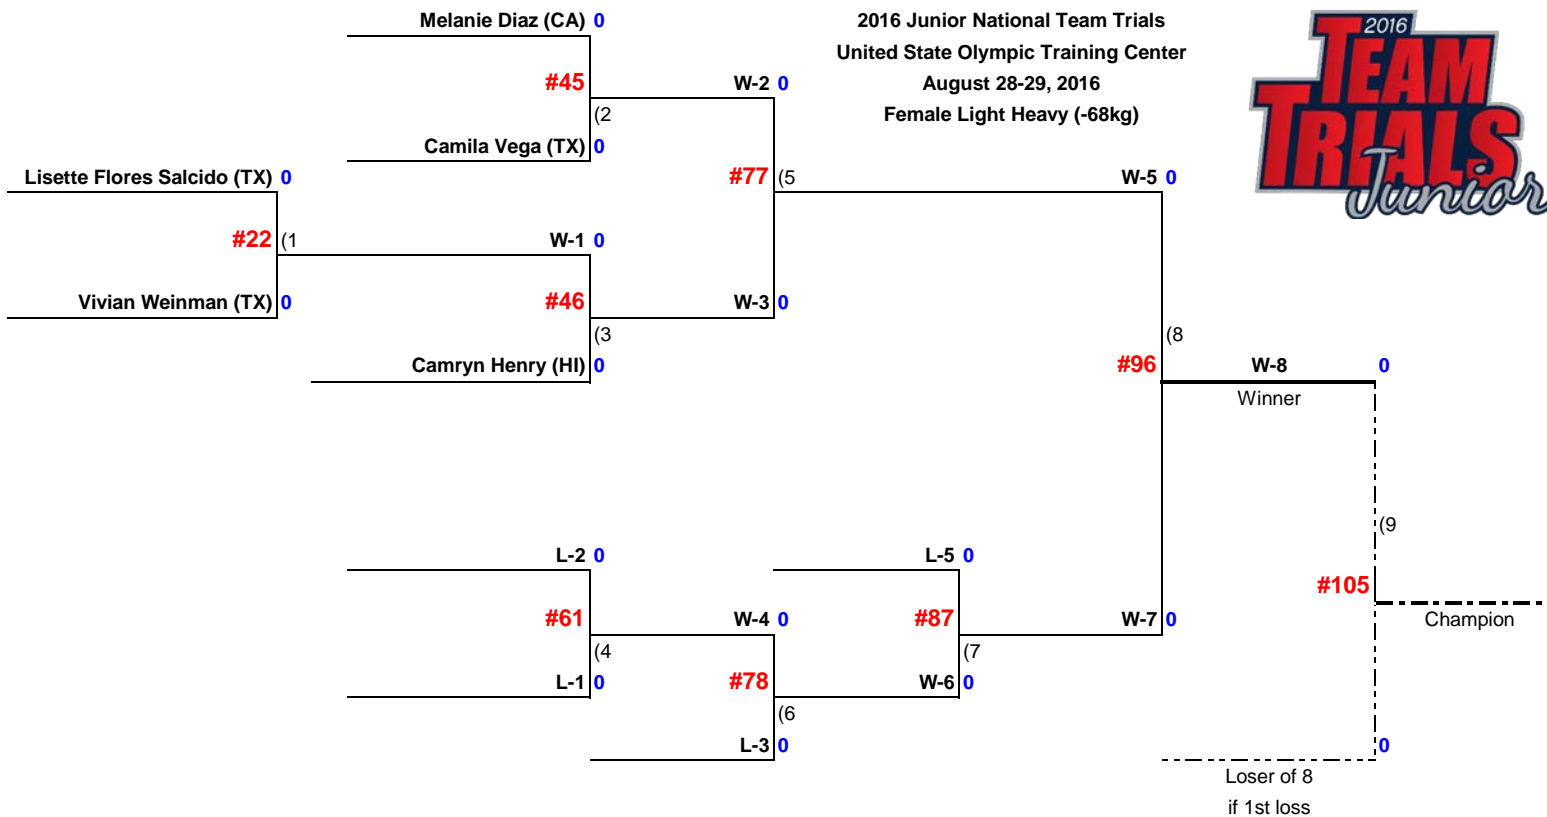 Melanie Diaz (CA) 0
2016 Junior National Team Trials
United State Olympic Training Center
August 28-29, 2016
Female Light Heavy (-68kg)
2016
TEAM
TRIALS
Junior
#45
W-2 0
(2
Camila Vega (TX) 0
Lisette Flores Salcido (TX) 0
#77 (5
W-5 0
#22 (1
W-1 0
Vivian Weinman (TX) 0
#46
W-3 0
(3
(8
Camryn Henry (HI) 0
#96
W-8 0
Winner
(9
L-2 0
L-5 0
#105
#61
W-4 0
#87
W-7 0
Champion
(4
(7
L-1 0
#78
W-6 0
(6
L-3 0
0
Loser of 8
if 1st loss